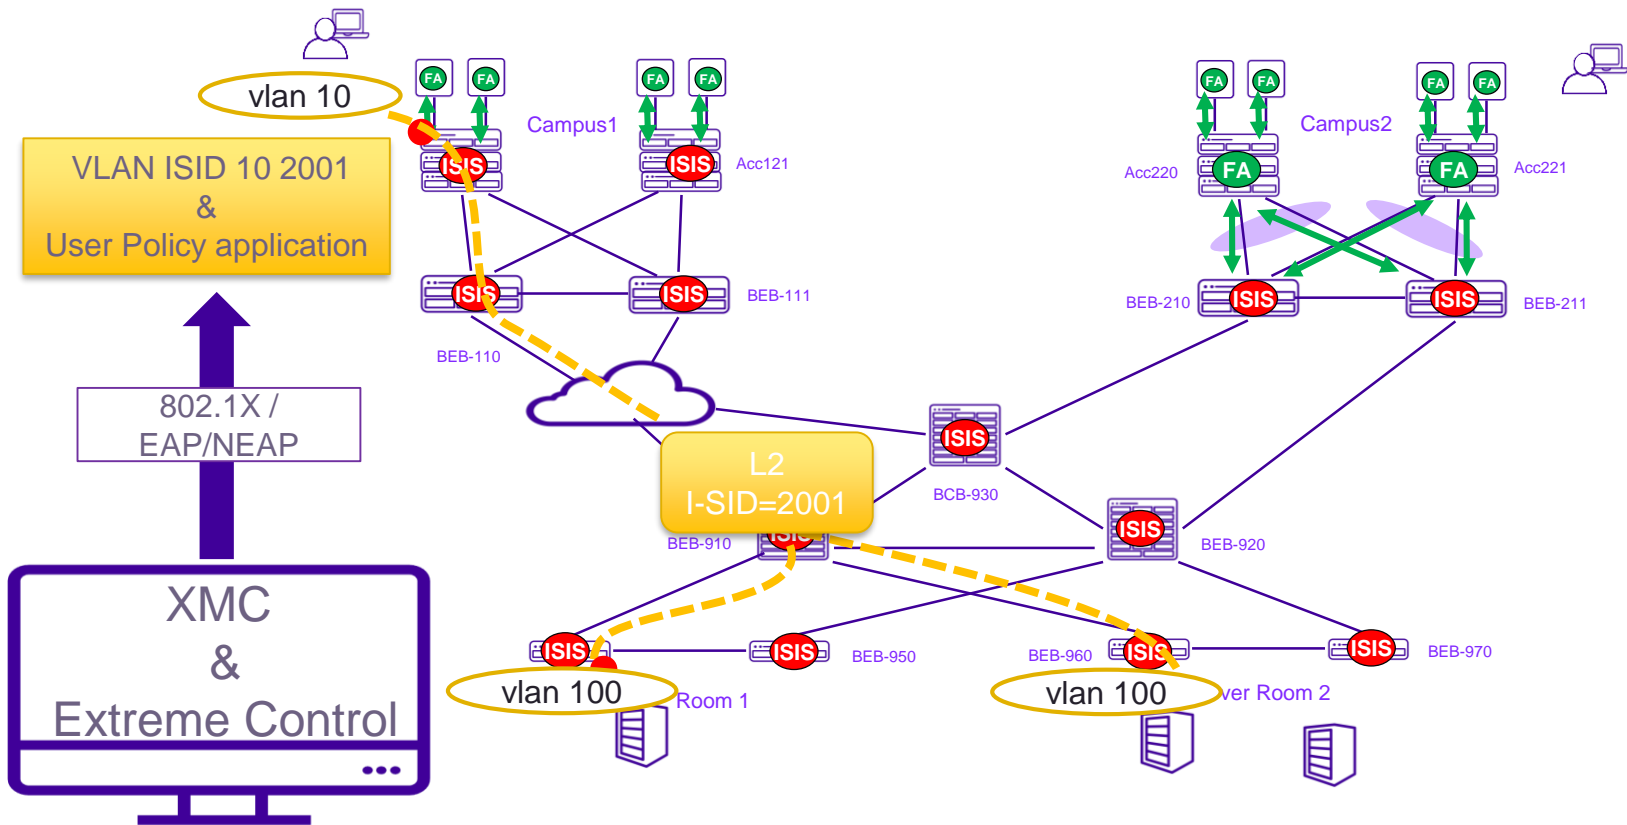 FA
FA
FA
FA
FA
FA
FA
FA
vlan 10
Campus1
Campus2
VLAN ISID 10 2001
&
User Policy application
ISIS
ISIS
Acc121
Acc220
FA
FA
Acc221
ISIS
ISIS
BEB-111
BEB-210
ISIS
ISIS
BEB-211
BEB-110
802.1X /
EAP/NEAP
ISIS
BCB-930
L2
I-SID=2001
BEB-910
ISIS
ISIS
BEB-920
XMC
&
Extreme Control
ISIS
ISIS
BEB-950
BEB-960
ISIS
ISIS
BEB-970
vlan 100
Room 1
vlan 100
ver Room 2